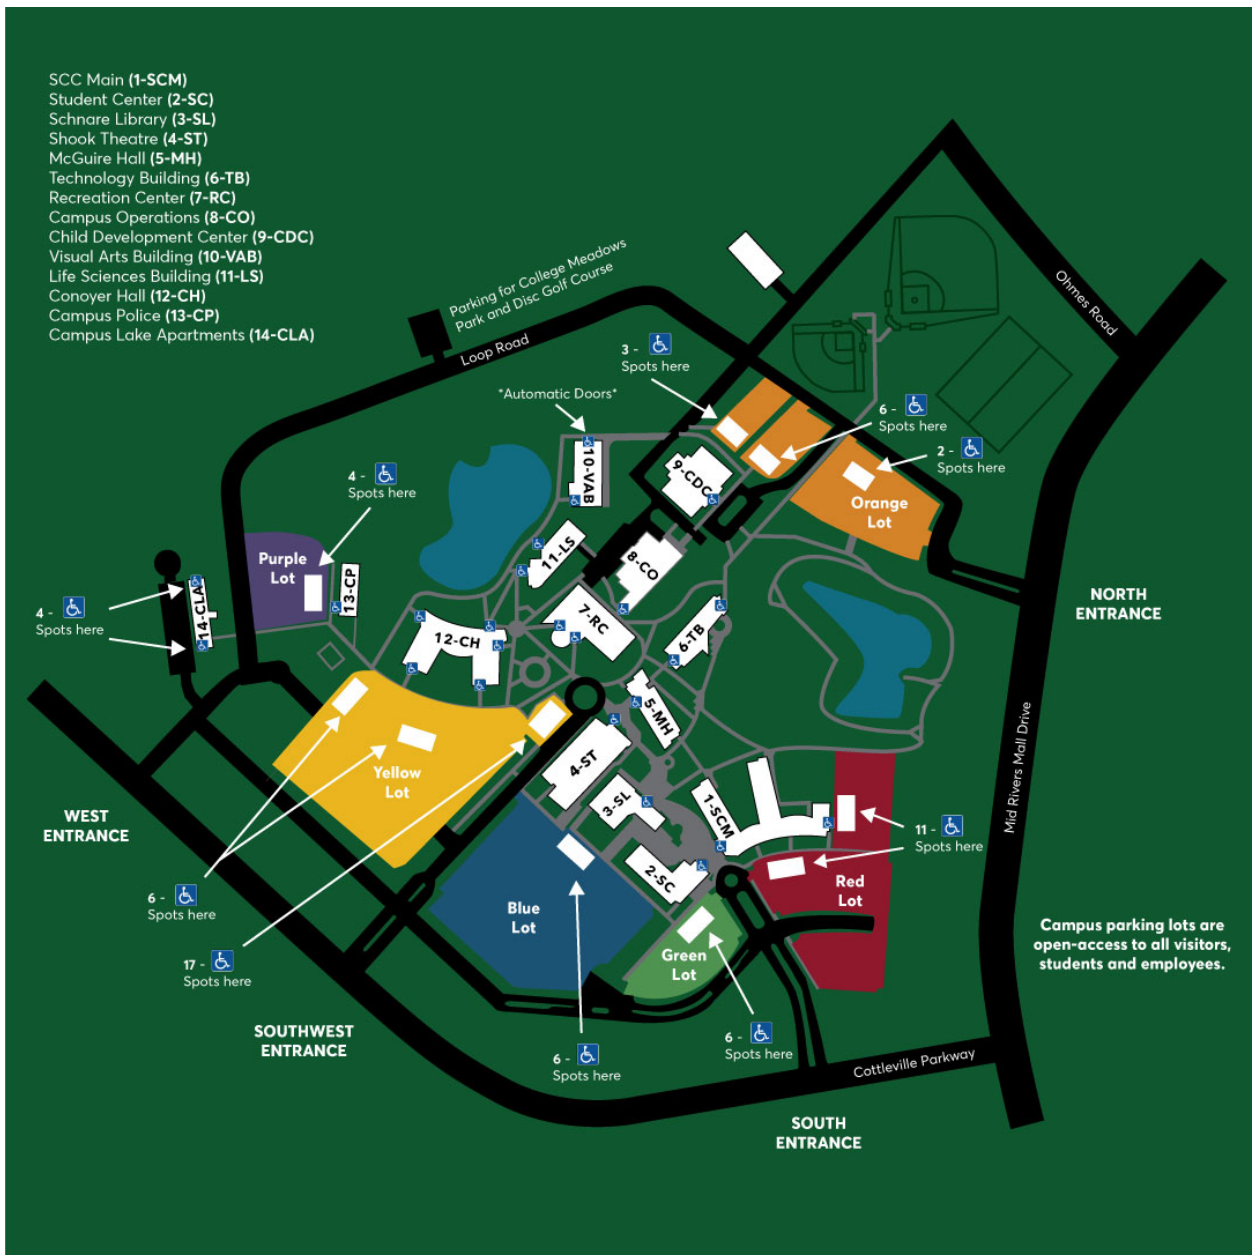 SCC Main (1-SCM)
Student Center (2-SC)
Schnare Library (3-SL)
Shook Theatre (4-ST)
McGuire Hall (5-MH)
Technology Building (6-TB)
Recreation Center (7-RC)
Campus Operations (8-CO)
Child Development Center (9-CDC)
Visual Arts Building (10-VAB)
Life Sciences Building (11-LS)
Conoyer Hall (12-CH)
Campus Police (13-CP)
Campus Lake Apartments (14-CLA)
Parking for College Meadows
Park and Disc Golf Course
Loop Road
Ohmes Road
3 -
Spots here
*Automatic Doors*
6 -
Spots here
2 -
Spots here
10-VAB
9-CDC
4 -
Spots here
Orange
Lot
11-LS
8-CO
Purple
Lot
13-CP
14-CLA
4 -
Spots here
NORTH
ENTRANCE
7-RC
12-CH
6-TB
5-MH
Mid Rivers Mall Drive
4-ST
Yellow
Lot
3-SL
1-SCM
WEST
ENTRANCE
11 -
Spots here
2-SC
Red
Lot
6 -
Spots here
Blue
Lot
Campus parking lots are
open-access to all visitors,
students and employees.
17 -
Spots here
Green
Lot
SOUTHWEST
ENTRANCE
6 -
Spots here
6 -
Spots here
Cottleville Parkway
SOUTH
ENTRANCE